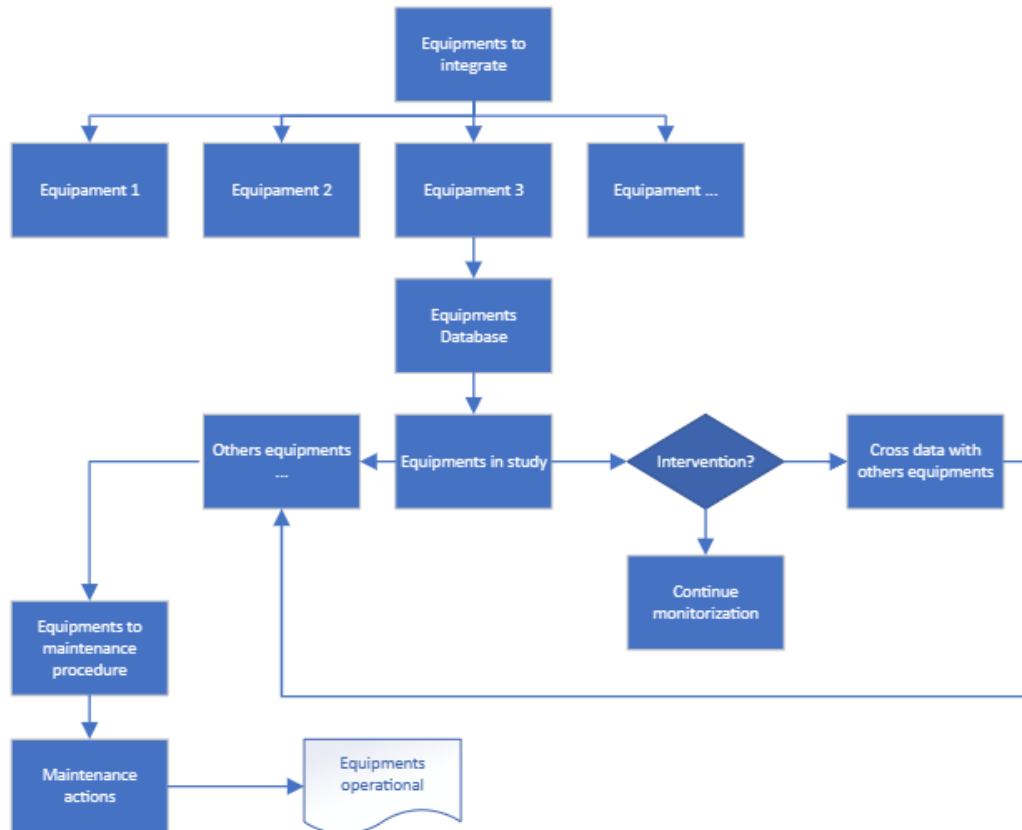 Equipments to
integrate
Equipament 1
Equipament 2
Equipament 3
Equipament ...
Equipments
Database
Others equipments
...
Equipments in study
Intervention?
Cross data with
others equipments
Continue
monitorization
Equipments to
maintenance
procedure
Maintenance
actions
Equipments
operational